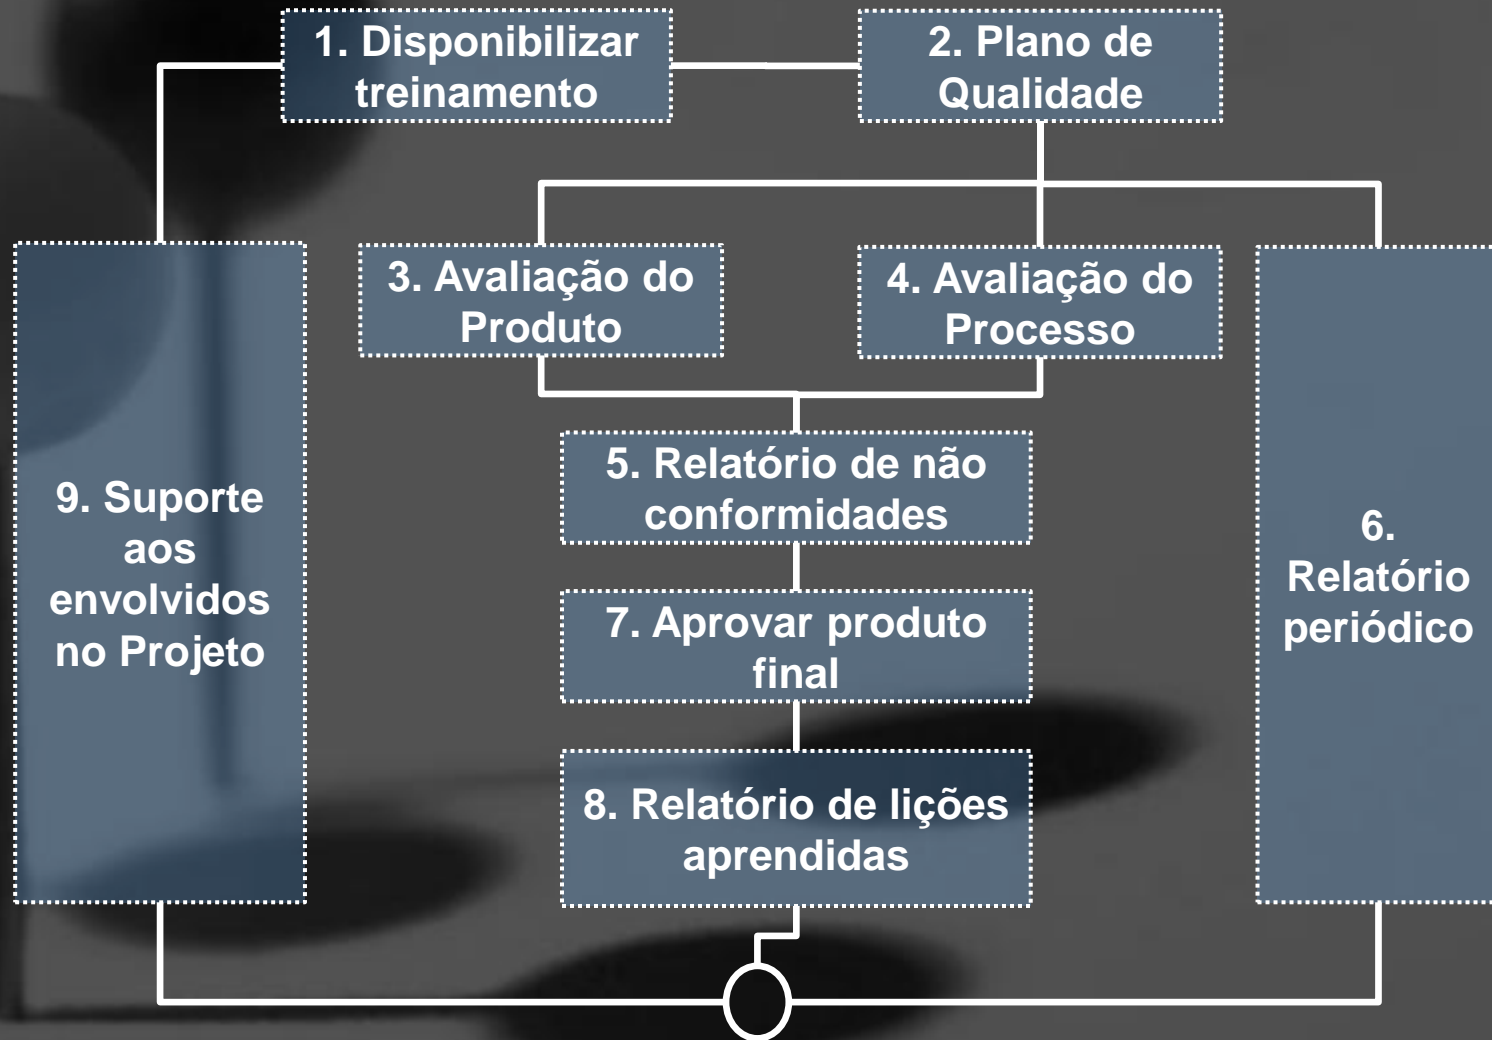 1. Disponibilizar
treinamento
2. Plano de
Qualidade
3. Avaliação do
Produto
4. Avaliação do
Processo
5. Relatório de não
conformidades
6.
Relatório
periódico
7. Aprovar produto
final
8. Relatório de lições
aprendidas
9. Suporte
aos
envolvidos
no Projeto